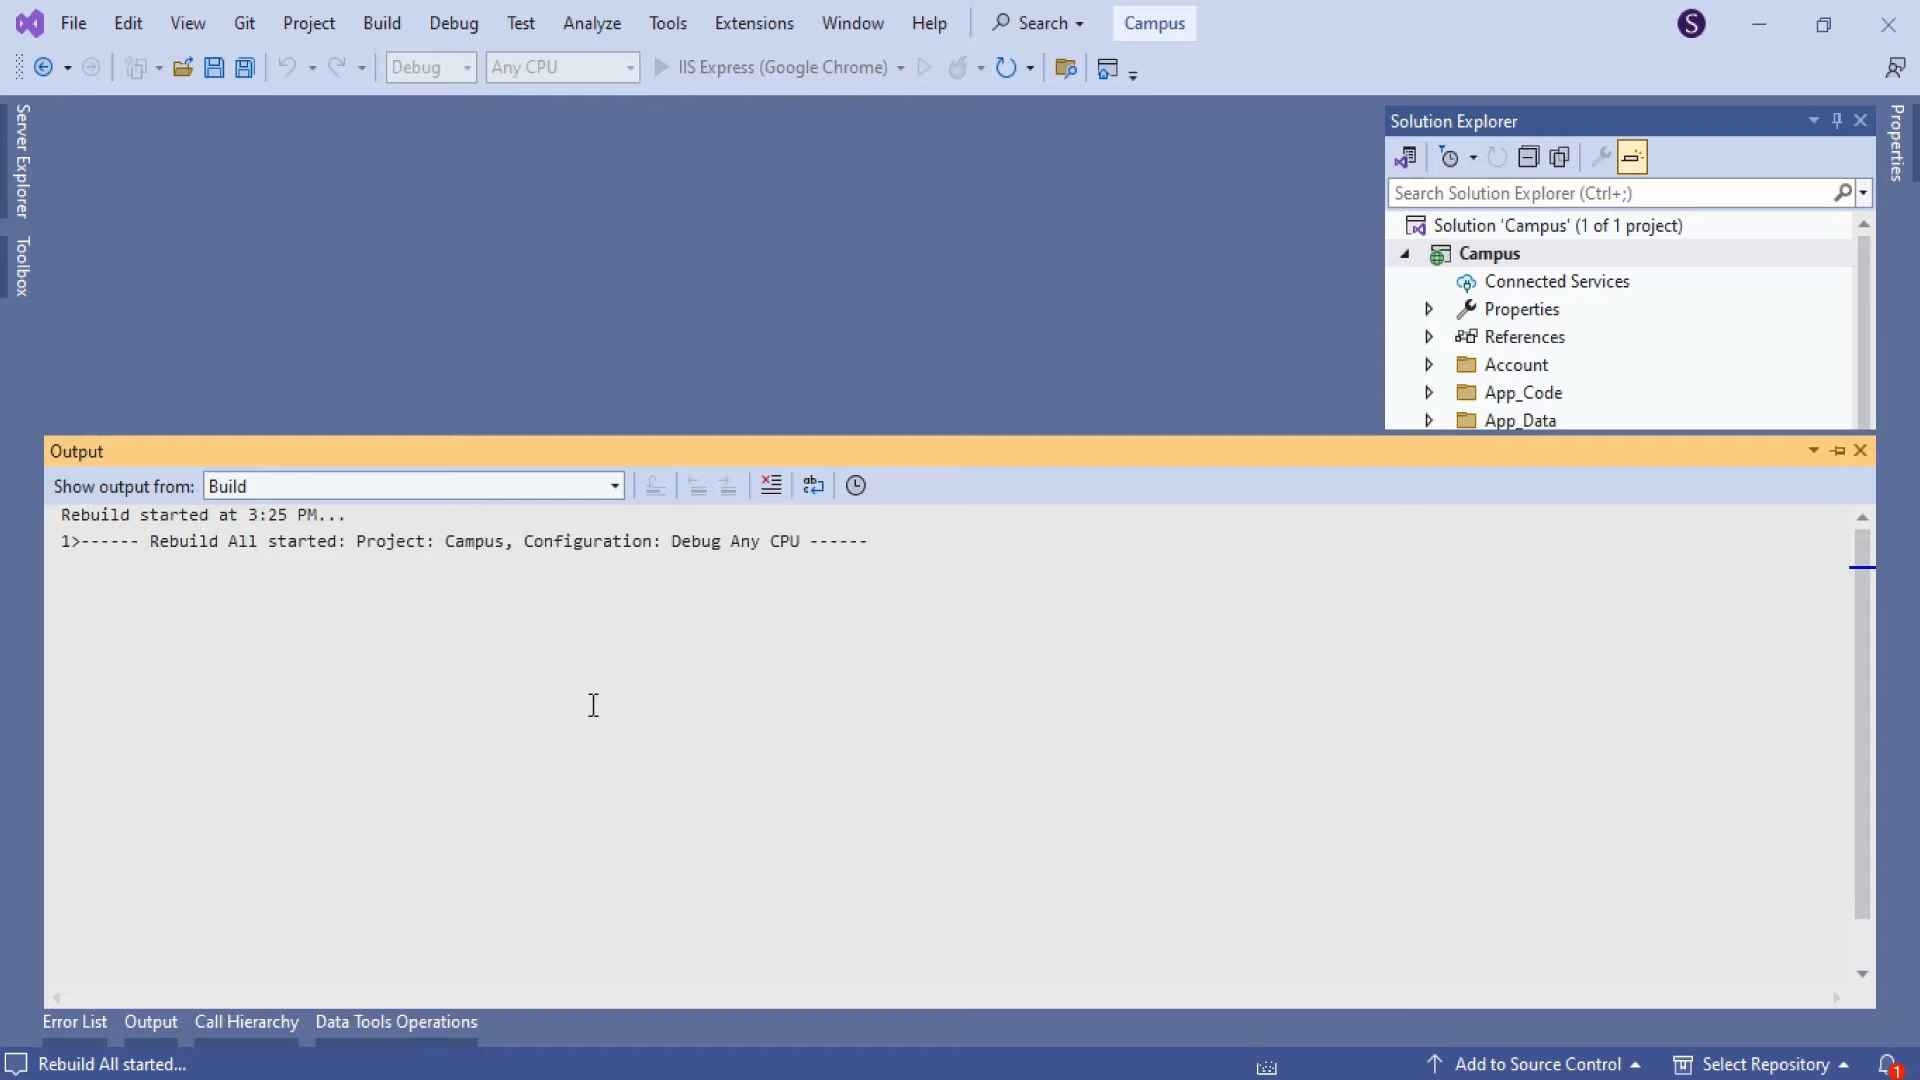 File Edit View Git Project Build Debug Test Analyze Tools Extensions Window Help Search Campus S
Debug Any CPU IIS Express (Google Chrome)
Server Explorer
Toolbox
Properties
Solution Explorer
Search Solution Explorer (Ctrl+;)
Solution 'Campus' (1 of 1 project)
Campus
Connected Services
Properties
References
Account
App_Code
App_Data
Output
Show output from: Build
Rebuild started at 3:25 PM...
1>------ Rebuild All started: Project: Campus, Configuration: Debug Any CPU ------
Error List Output Call Hierarchy Data Tools Operations
Rebuild All started... Add to Source Control Select Repository 1